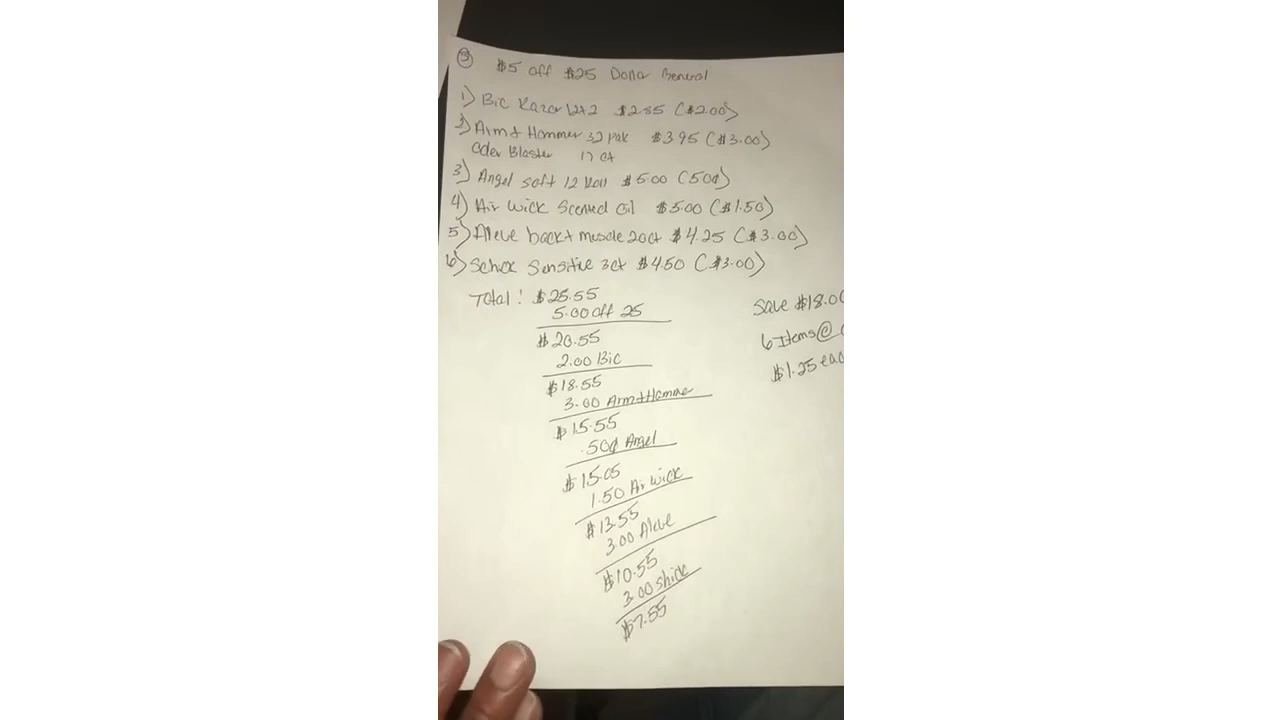 ③ $5 off $25 Dollar General
1) Bic Razor 12+2 $2.85 ($2.00)
2) Arm + Hammer 32 pak $3.95 ($3.00)
Oder Blaster 17 ct
3) Angel soft 12 Roll $5.00 (50¢)
4) Air Wick Scented Oil $5.00 ($1.50)
5) Aleve back + muscle 20ct $4.25 ($3.00)
6) Schick Sensitive 3ct $4.50 ($3.00)
Total: $25.55
5.00 off 25
$20.55
2.00 Bic
$18.55
3.00 Arm + Hammer
$15.55
.50¢ Angel
$15.05
1.50 Air Wick
$13.55
3.00 Aleve
$10.55
3.00 Shick
$7.55
Save $18.00
6 Items @
$1.25 eac